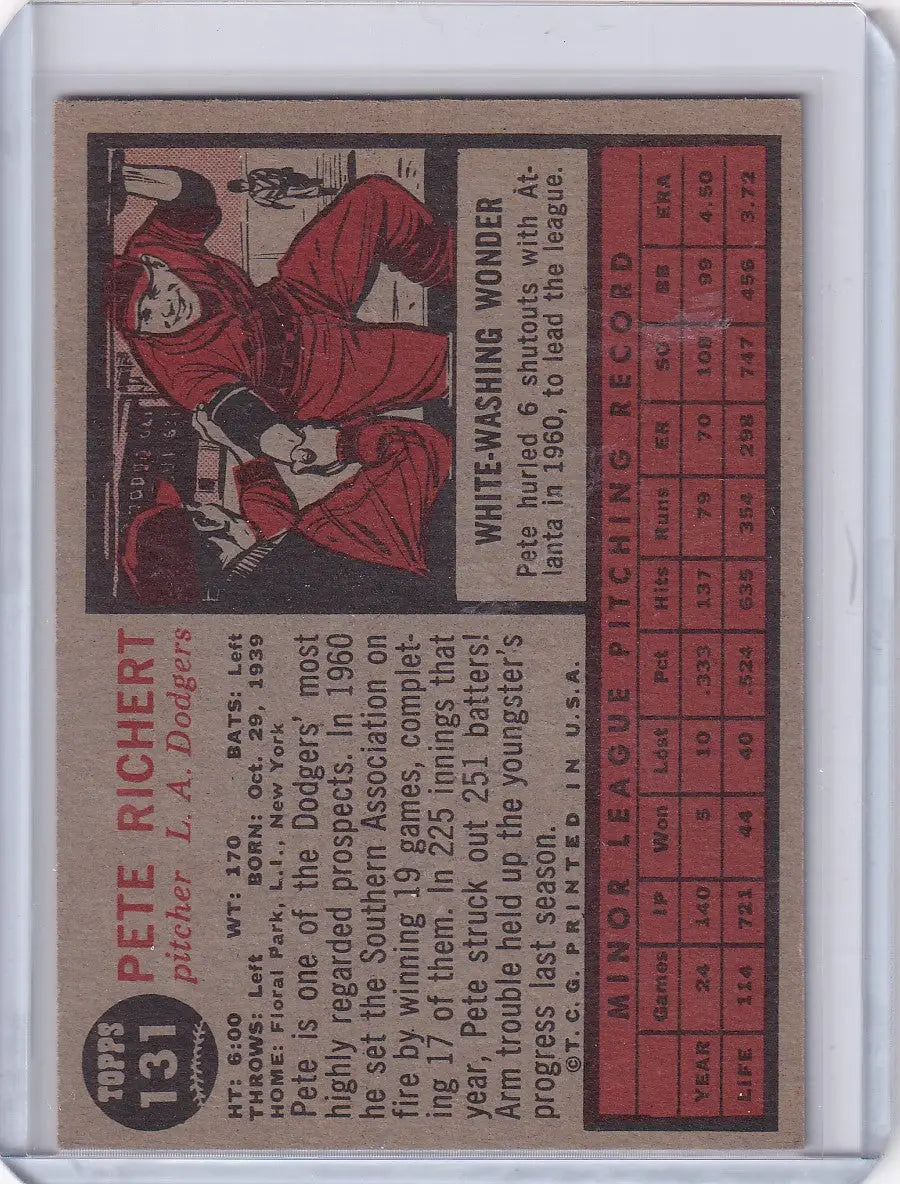 TOPPS
131
PETE RICHERT
pitcher L. A. Dodgers
HT: 6:00 WT: 170 BATS: Left
THROWS: Left BORN: Oct. 29, 1939
HOME: Floral Park, L.I., New York
Pete is one of the Dodgers' most
highly regarded prospects. In 1960
he set the Southern Association on
fire by winning 19 games, complet-
ing 17 of them. In 225 innings that
year, Pete struck out 251 batters!
Arm trouble held up the youngster's
progress last season.
©T. C. G. PRINTED IN U.S.A.
WHITE-WASHING WONDER
Pete hurled 6 shutouts with At-
lanta in 1960, to lead the league.
MINOR LEAGUE PITCHING RECORD
Games IP Won Lost Pct Hits Runs ER SO BB ERA
YEAR 24 140 5 10 .333 137 79 70 108 99 4.50
LIFE 114 721 44 40 .524 635 354 298 747 456 3.72